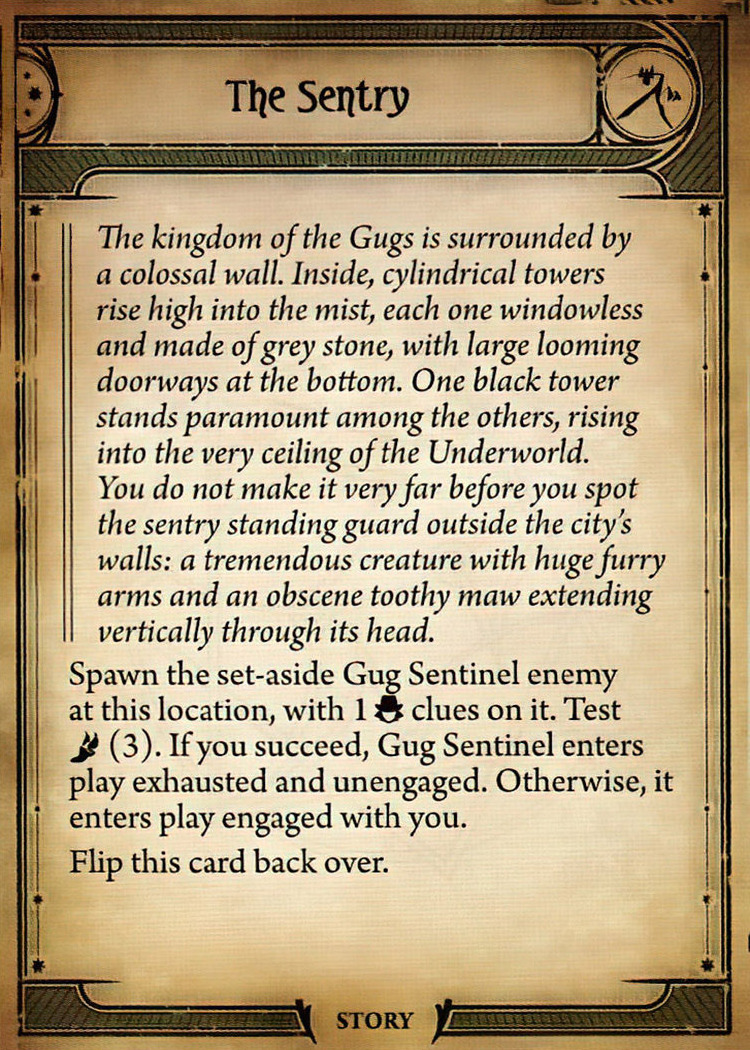 The Sentry
The kingdom of the Gugs is surrounded by
a colossal wall. Inside, cylindrical towers
rise high into the mist, each one windowless
and made of grey stone, with large looming
doorways at the bottom. One black tower
stands paramount among the others, rising
into the very ceiling of the Underworld.
You do not make it very far before you spot
the sentry standing guard outside the city's
walls: a tremendous creature with huge furry
arms and an obscene toothy maw extending
vertically through its head.
Spawn the set-aside Gug Sentinel enemy
at this location, with 1 clues on it. Test
(3). If you succeed, Gug Sentinel enters
play exhausted and unengaged. Otherwise, it
enters play engaged with you.
Flip this card back over.
STORY